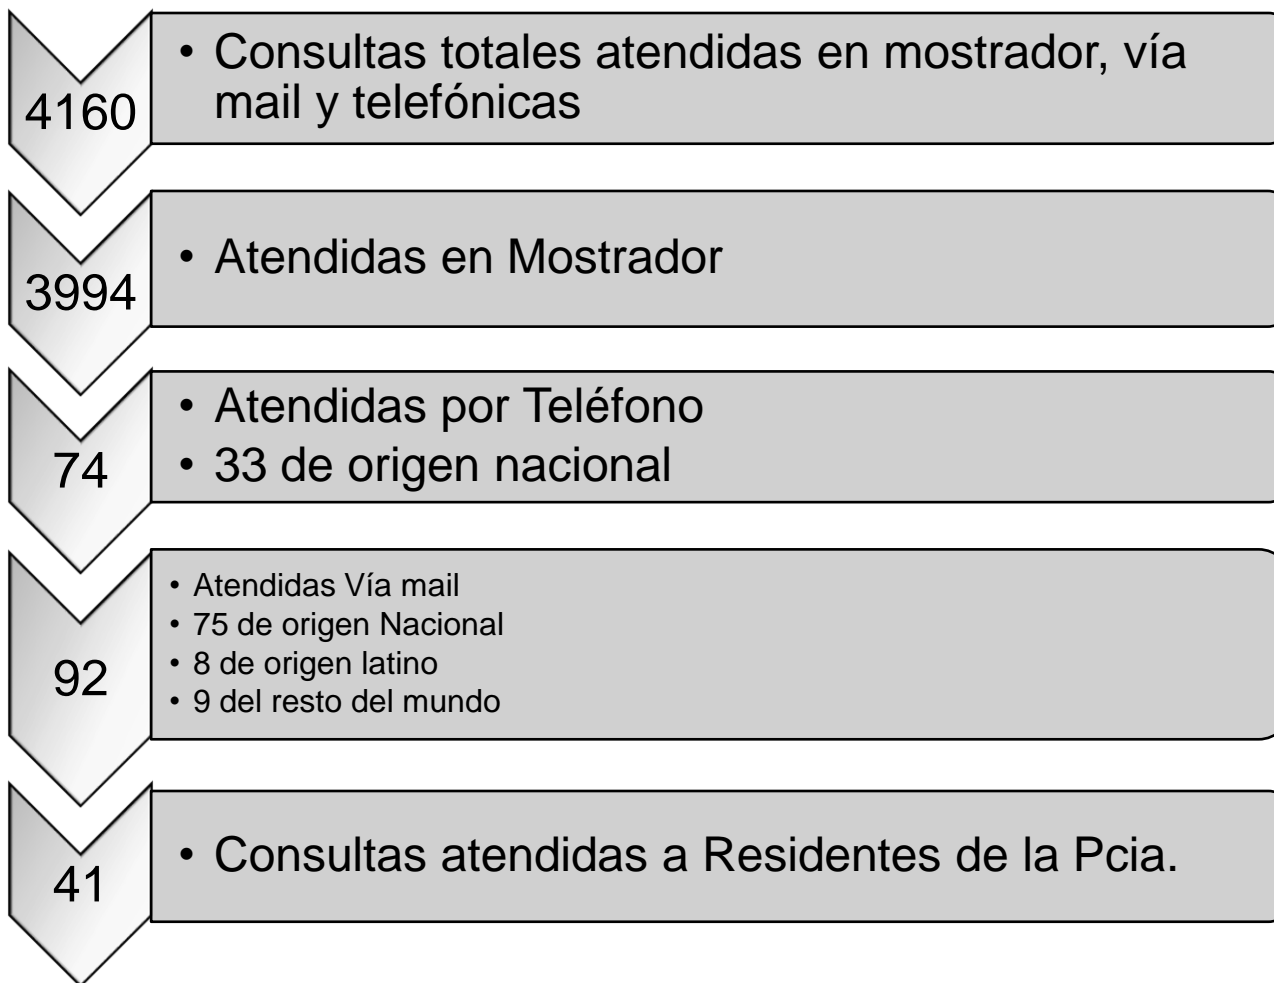 4160
• Consultas totales atendidas en mostrador, vía
mail y telefónicas
3994
• Atendidas en Mostrador
74
• Atendidas por Teléfono
• 33 de origen nacional
92
• Atendidas Vía mail
• 75 de origen Nacional
• 8 de origen latino
• 9 del resto del mundo
41
• Consultas atendidas a Residentes de la Pcia.